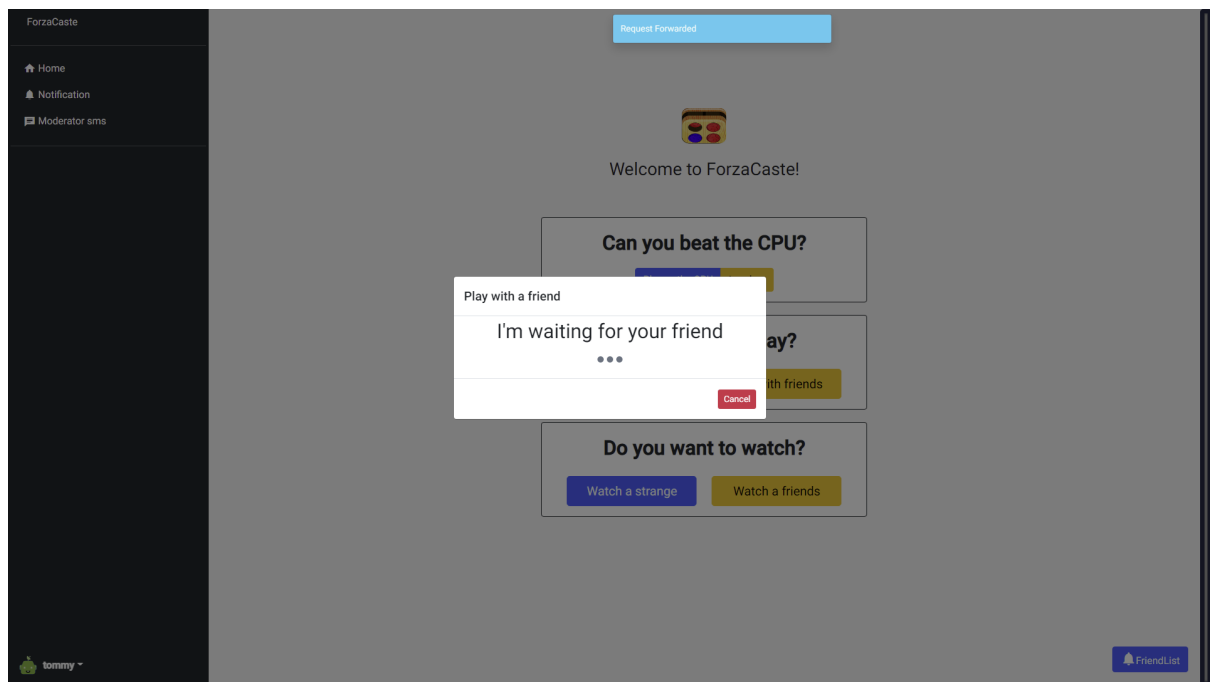 ForzaCaste
Request Forwarded
Home
Notification
Moderator sms
Welcome to ForzaCaste!
Can you beat the CPU?
Play with a friend
I'm waiting for your friend
ay?
ith friends
Cancel
Do you want to watch?
Watch a strange
Watch a friends
tommy
FriendList